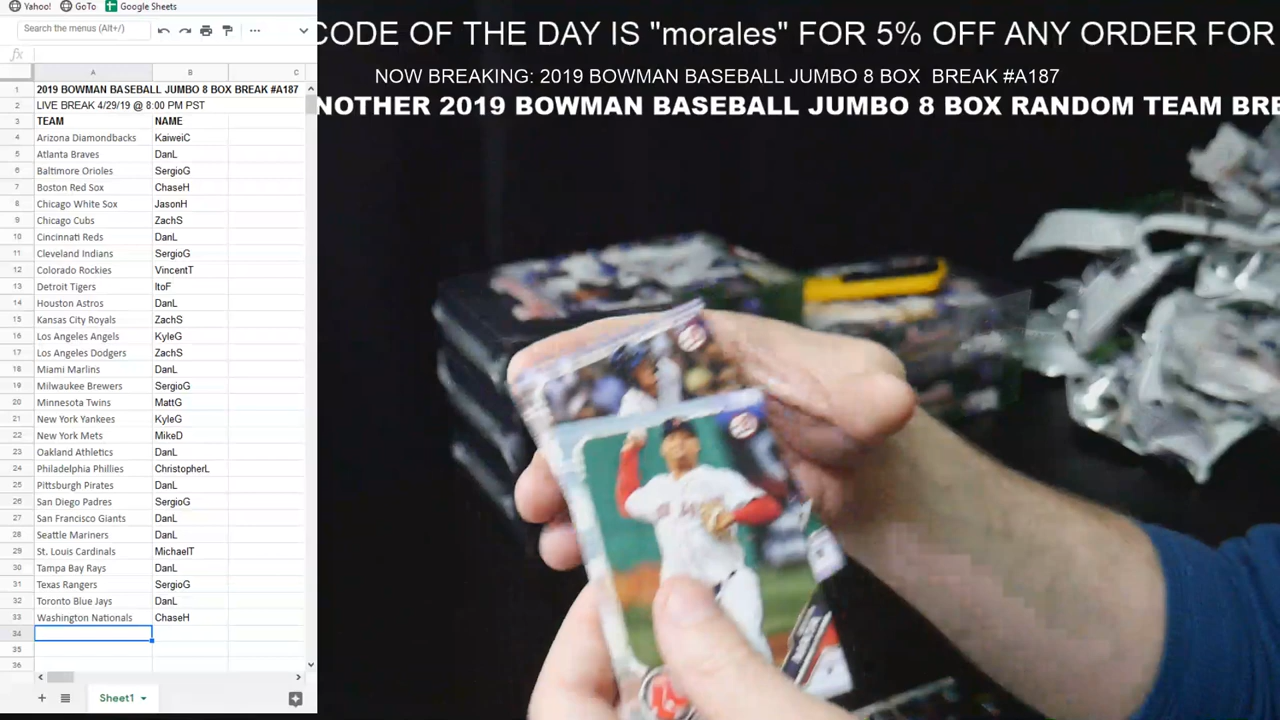 Yahoo! GoTo Google Sheets
Search the menus (Alt+/)
fx
A B C
1 2019 BOWMAN BASEBALL JUMBO 8 BOX BREAK #A187
2 LIVE BREAK 4/29/19 @ 8:00 PM PST
3 TEAM NAME
4 Arizona Diamondbacks KaiweiC
5 Atlanta Braves DanL
6 Baltimore Orioles SergioG
7 Boston Red Sox ChaseH
8 Chicago White Sox JasonH
9 Chicago Cubs ZachS
10 Cincinnati Reds DanL
11 Cleveland Indians SergioG
12 Colorado Rockies VincentT
13 Detroit Tigers ItoF
14 Houston Astros DanL
15 Kansas City Royals ZachS
16 Los Angeles Angels KyleG
17 Los Angeles Dodgers ZachS
18 Miami Marlins DanL
19 Milwaukee Brewers SergioG
20 Minnesota Twins MattG
21 New York Yankees KyleG
22 New York Mets MikeD
23 Oakland Athletics DanL
24 Philadelphia Phillies ChristopherL
25 Pittsburgh Pirates DanL
26 San Diego Padres SergioG
27 San Francisco Giants DanL
28 Seattle Mariners DanL
29 St. Louis Cardinals MichaelT
30 Tampa Bay Rays DanL
31 Texas Rangers SergioG
32 Toronto Blue Jays DanL
33 Washington Nationals ChaseH
34
35
36
Sheet1
CODE OF THE DAY IS "morales" FOR 5% OFF ANY ORDER FOR
NOW BREAKING: 2019 BOWMAN BASEBALL JUMBO 8 BOX BREAK #A187
NOTHER 2019 BOWMAN BASEBALL JUMBO 8 BOX RANDOM TEAM BRE